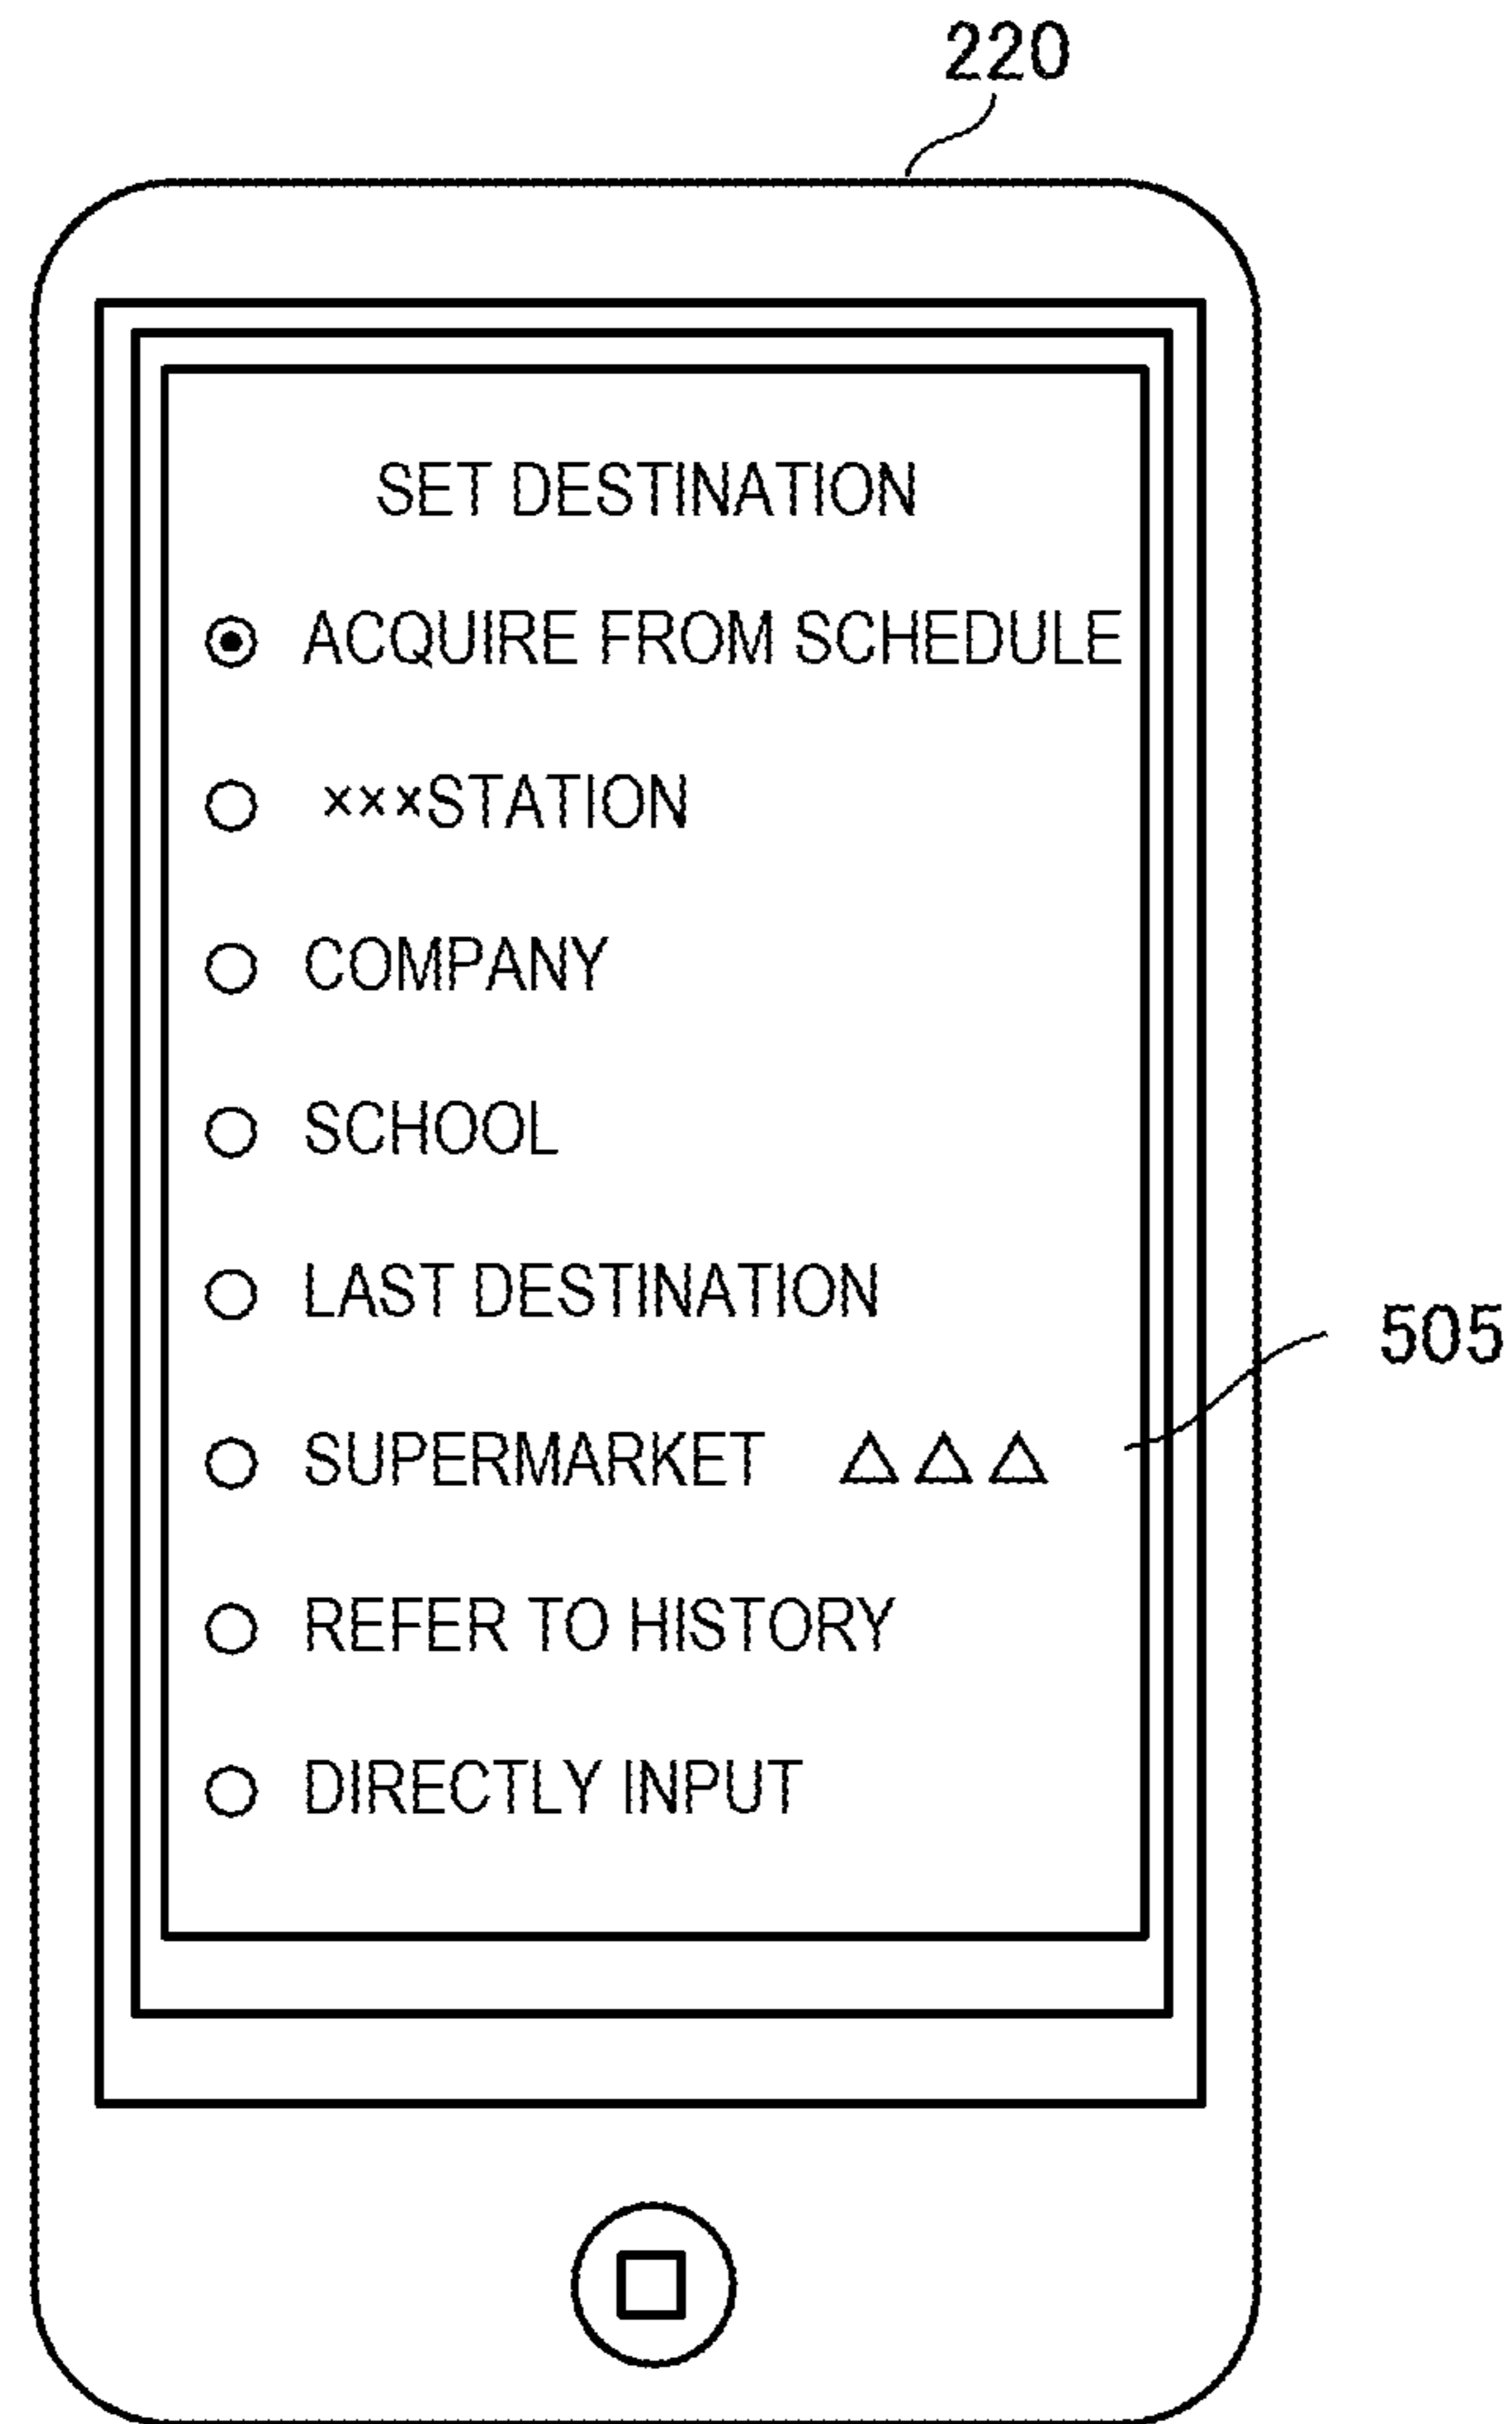 220
SET DESTINATION
ACQUIRE FROM SCHEDULE
×××STATION
COMPANY
SCHOOL
LAST DESTINATION
505
SUPERMARKET △△△
REFER TO HISTORY
DIRECTLY INPUT